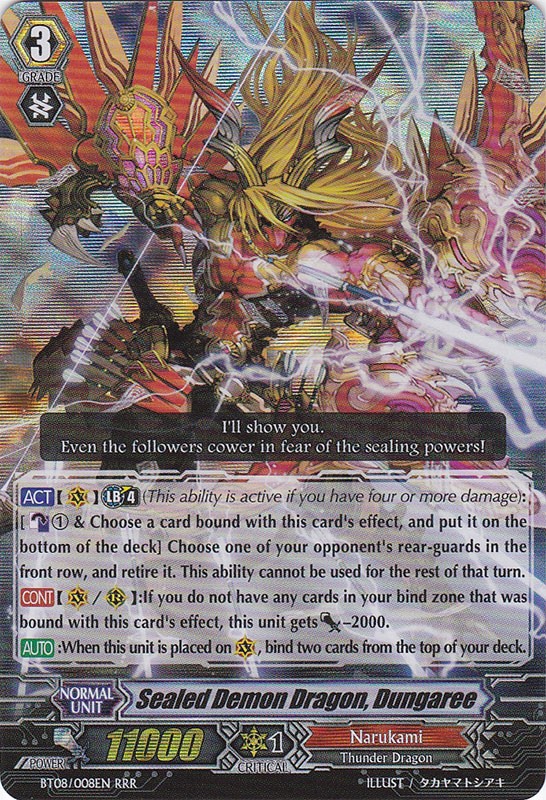 3
GRADE
I'll show you.
Even the followers cower in fear of the sealing powers!
ACT【 】LB 4 (This ability is active if you have four or more damage):
[ ① & Choose a card bound with this card's effect, and put it on the
bottom of the deck] Choose one of your opponent's rear-guards in the
front row, and retire it. This ability cannot be used for the rest of that turn.
CONT【 V / R 】:If you do not have any cards in your bind zone that was
bound with this card's effect, this unit gets -2000.
AUTO :When this unit is placed on V, bind two cards from the top of your deck.
NORMAL
UNIT
Sealed Demon Dragon, Dungaree
POWER
11000
1
CRITICAL
Narukami
Thunder Dragon
BT08/008EN RRR
ILLUST / タカヤマトシアキ